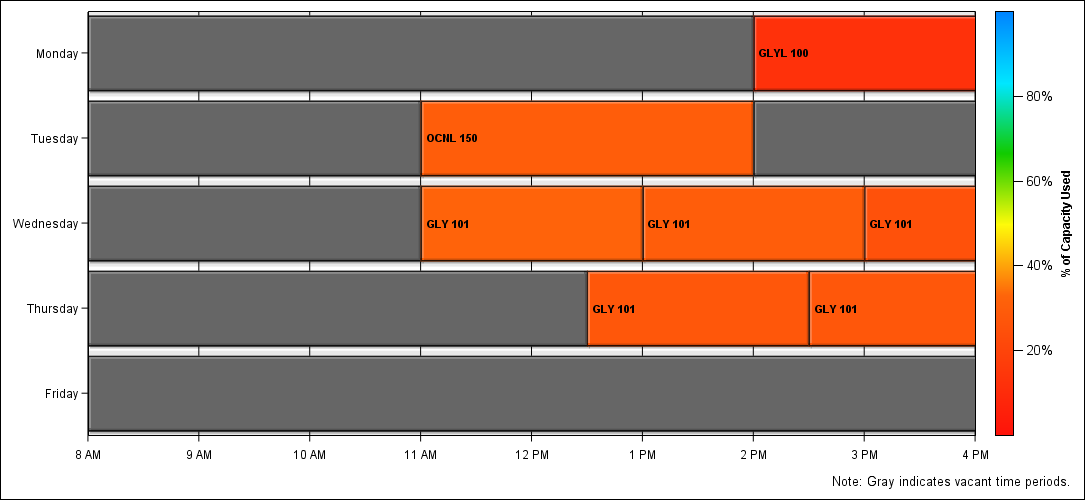 Monday
GLYL 100
Tuesday
OCNL 150
Wednesday
GLY 101
GLY 101
GLY 101
Thursday
GLY 101
GLY 101
Friday
8 AM
9 AM
10 AM
11 AM
12 PM
1 PM
2 PM
3 PM
4 PM
80%
60%
40%
20%
% of Capacity Used
Note: Gray indicates vacant time periods.